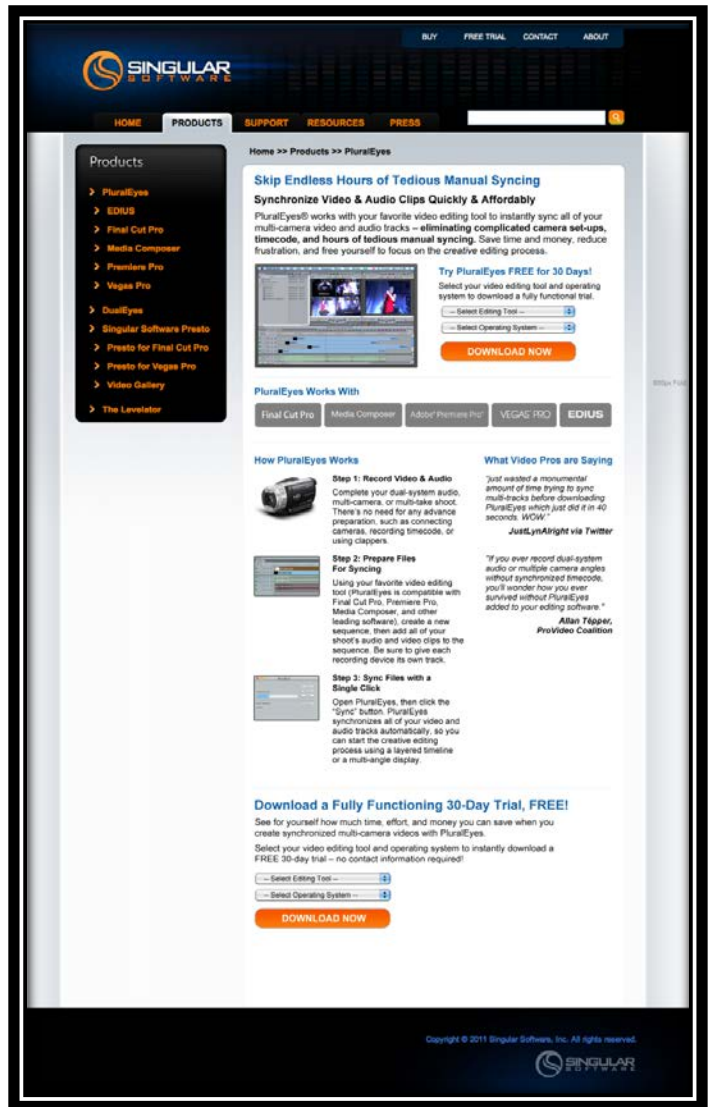 BUY FREE TRIAL CONTACT ABOUT
SINGULAR
SOFTWARE
HOME PRODUCTS SUPPORT RESOURCES PRESS
Products
PluralEyes
EDIUS
Final Cut Pro
Media Composer
Premiere Pro
Vegas Pro
DualEyes
Singular Software Presto
Presto for Final Cut Pro
Presto for Vegas Pro
Video Gallery
The Levelator
Home >> Products >> PluralEyes
Skip Endless Hours of Tedious Manual Syncing
Synchronize Video & Audio Clips Quickly & Affordably
PluralEyes® works with your favorite video editing tool to instantly sync all of your
multi-camera video and audio tracks – eliminating complicated camera set-ups,
timecode, and hours of tedious manual syncing. Save time and money, reduce
frustration, and free yourself to focus on the creative editing process.
Try PluralEyes FREE for 30 Days!
Select your video editing tool and operating
system to download a fully functional trial.
-- Select Editing Tool --
-- Select Operating System --
DOWNLOAD NOW
800px Fold
PluralEyes Works With
Final Cut Pro Media Composer Adobe® Premiere Pro® VEGAS PRO EDIUS
How PluralEyes Works
Step 1: Record Video & Audio
Complete your dual-system audio,
multi-camera, or multi-take shoot.
There's no need for any advance
preparation, such as connecting
cameras, recording timecode, or
using clappers.
Step 2: Prepare Files
For Syncing
Using your favorite video editing
tool (PluralEyes is compatible with
Final Cut Pro, Premiere Pro,
Media Composer, and other
leading software), create a new
sequence, then add all of your
shoot's audio and video clips to the
sequence. Be sure to give each
recording device its own track.
Step 3: Sync Files with a
Single Click
Open PluralEyes, then click the
"Sync" button. PluralEyes
synchronizes all of your video and
audio tracks automatically, so you
can start the creative editing
process using a layered timeline
or a multi-angle display.
What Video Pros are Saying
"just wasted a monumental
amount of time trying to sync
multi-tracks before downloading
PluralEyes which just did it in 40
seconds. WOW."
JustLynAlright via Twitter
"If you ever record dual-system
audio or multiple camera angles
without synchronized timecode,
you'll wonder how you ever
survived without PluralEyes
added to your editing software."
Allan Tépper,
ProVideo Coalition
Download a Fully Functioning 30-Day Trial, FREE!
See for yourself how much time, effort, and money you can save when you
create synchronized multi-camera videos with PluralEyes.
Select your video editing tool and operating system to instantly download a
FREE 30-day trial – no contact information required!
-- Select Editing Tool --
-- Select Operating System --
DOWNLOAD NOW
Copyright © 2011 Singular Software, Inc. All rights reserved.
SINGULAR
SOFTWARE